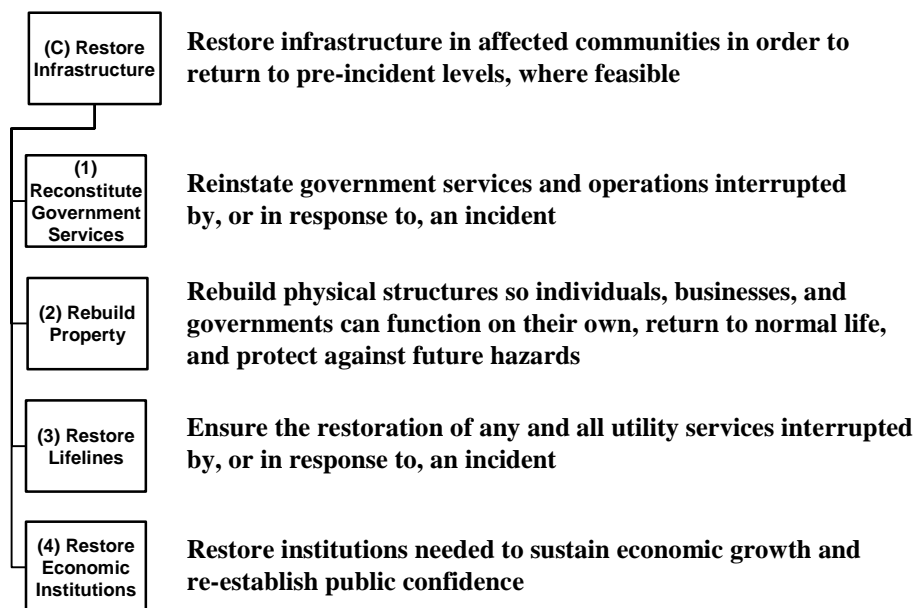 (C) Restore
Infrastructure
Restore infrastructure in affected communities in order to
return to pre-incident levels, where feasible
(1)
Reconstitute
Government
Services
Reinstate government services and operations interrupted
by, or in response to, an incident
(2) Rebuild
Property
Rebuild physical structures so individuals, businesses, and
governments can function on their own, return to normal life,
and protect against future hazards
(3) Restore
Lifelines
Ensure the restoration of any and all utility services interrupted
by, or in response to, an incident
(4) Restore
Economic
Institutions
Restore institutions needed to sustain economic growth and
re-establish public confidence